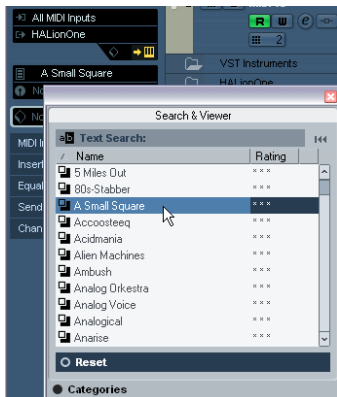 All MIDI Inputs
HALionOne
A Small Square
R W e
2
VST Instruments
HALionOne
No
No
MIDI I
Insert
Equal
Send
Chan
Search & Viewer
Text Search:
Name Rating
5 Miles Out
80s-Stabber
A Small Square
Accoosteeq
Acidmania
Alien Machines
Ambush
Analog Orkestra
Analog Voice
Analogical
Anarise
Reset
Categories